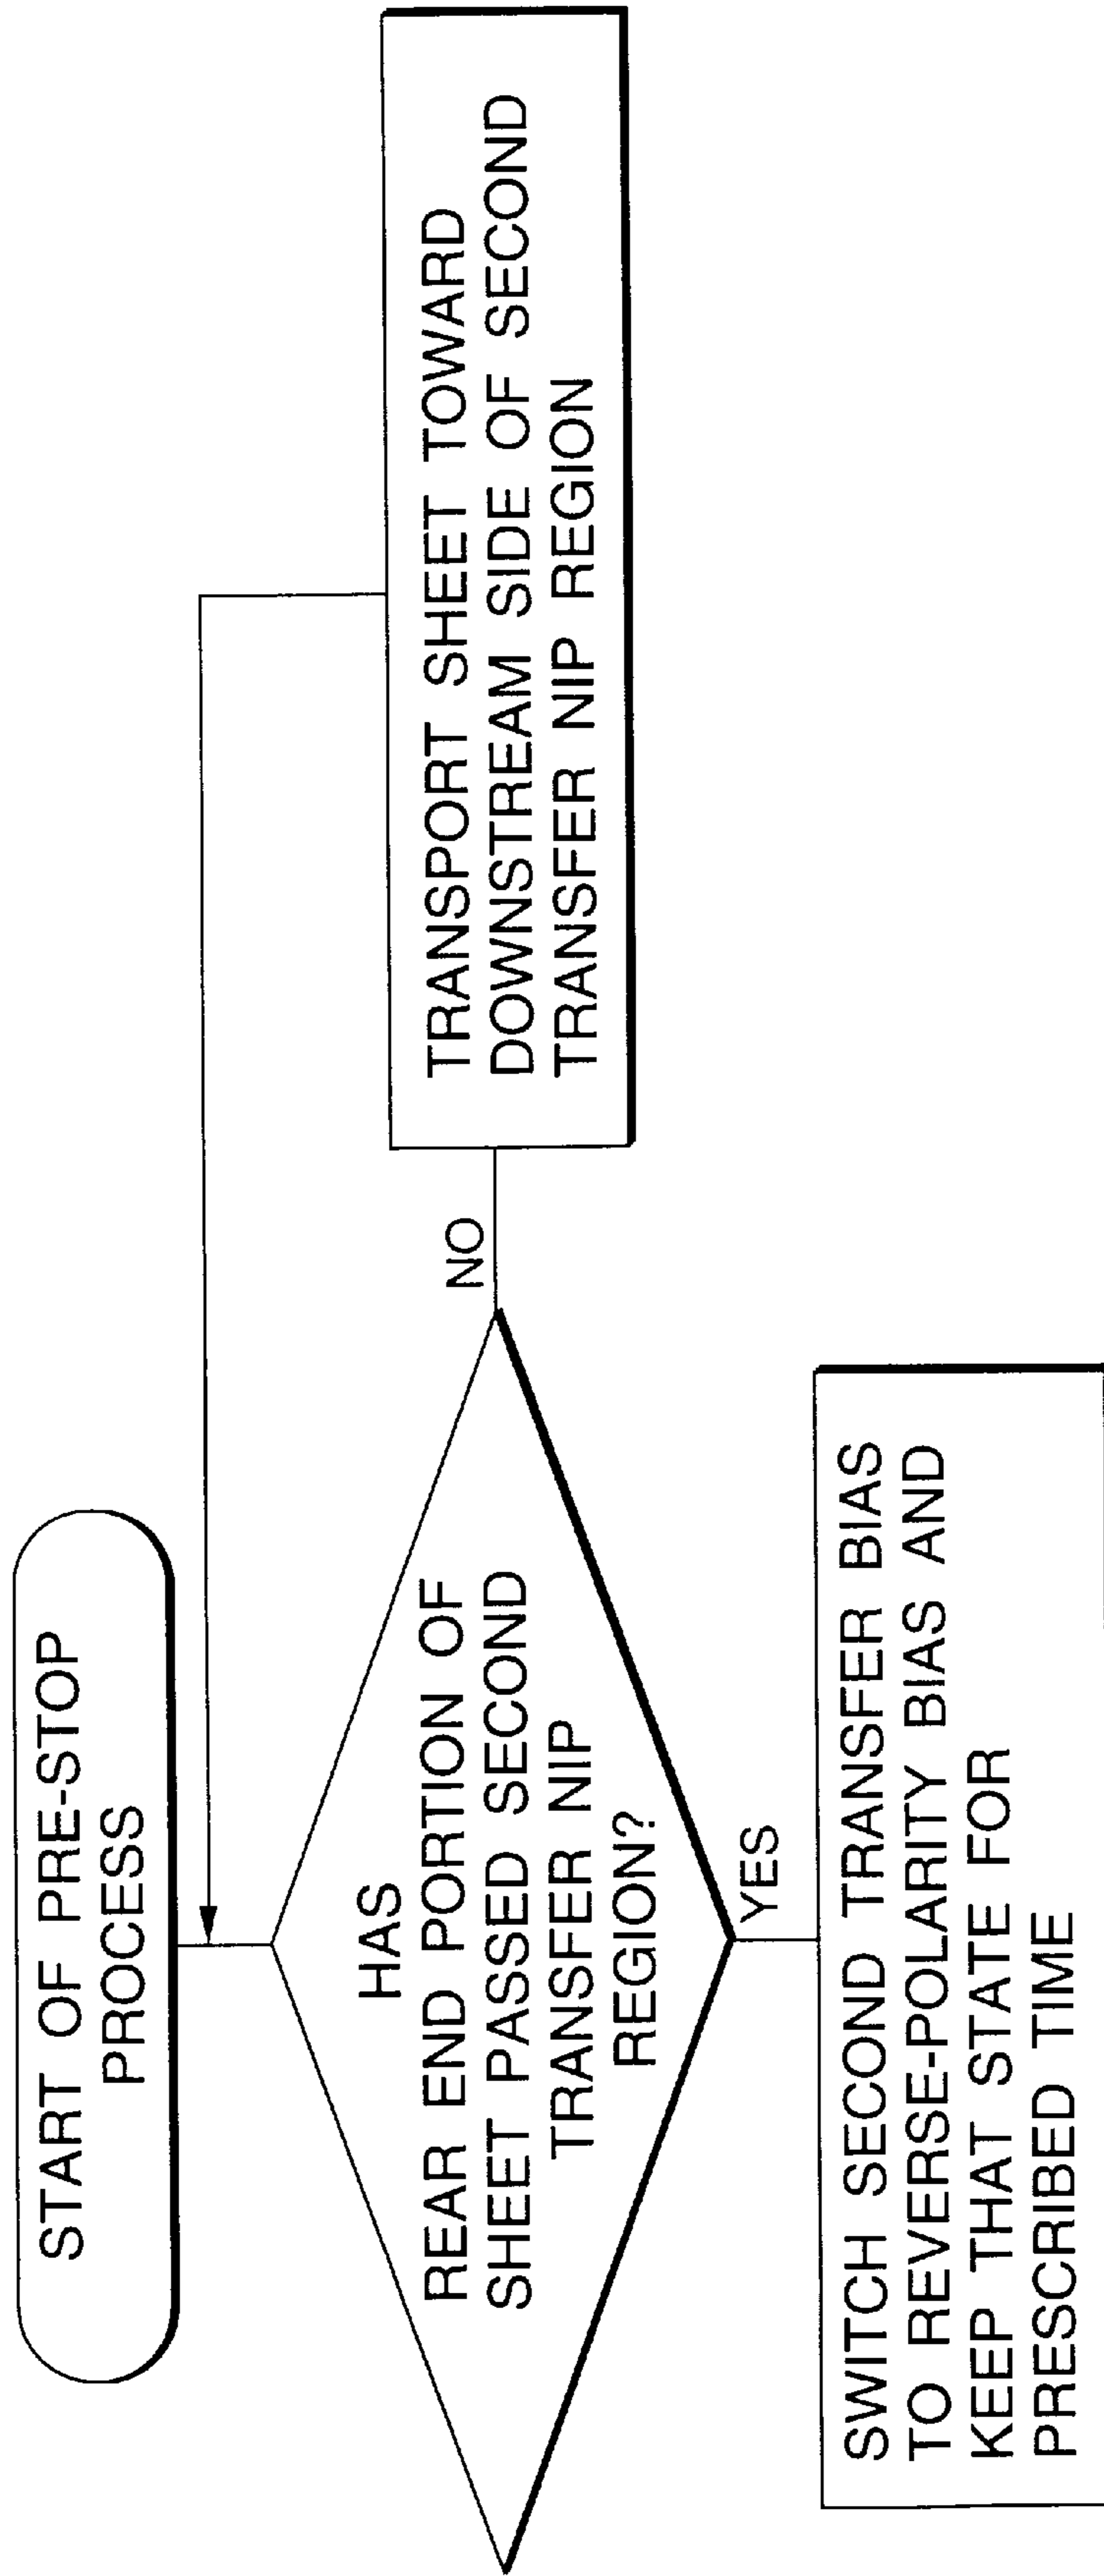 START OF PRE-STOP
PROCESS
HAS
REAR END PORTION OF
SHEET PASSED SECOND
TRANSFER NIP
REGION?
NO
TRANSPORT SHEET TOWARD
DOWNSTREAM SIDE OF SECOND
TRANSFER NIP REGION
YES
SWITCH SECOND TRANSFER BIAS
TO REVERSE-POLARITY BIAS AND
KEEP THAT STATE FOR
PRESCRIBED TIME